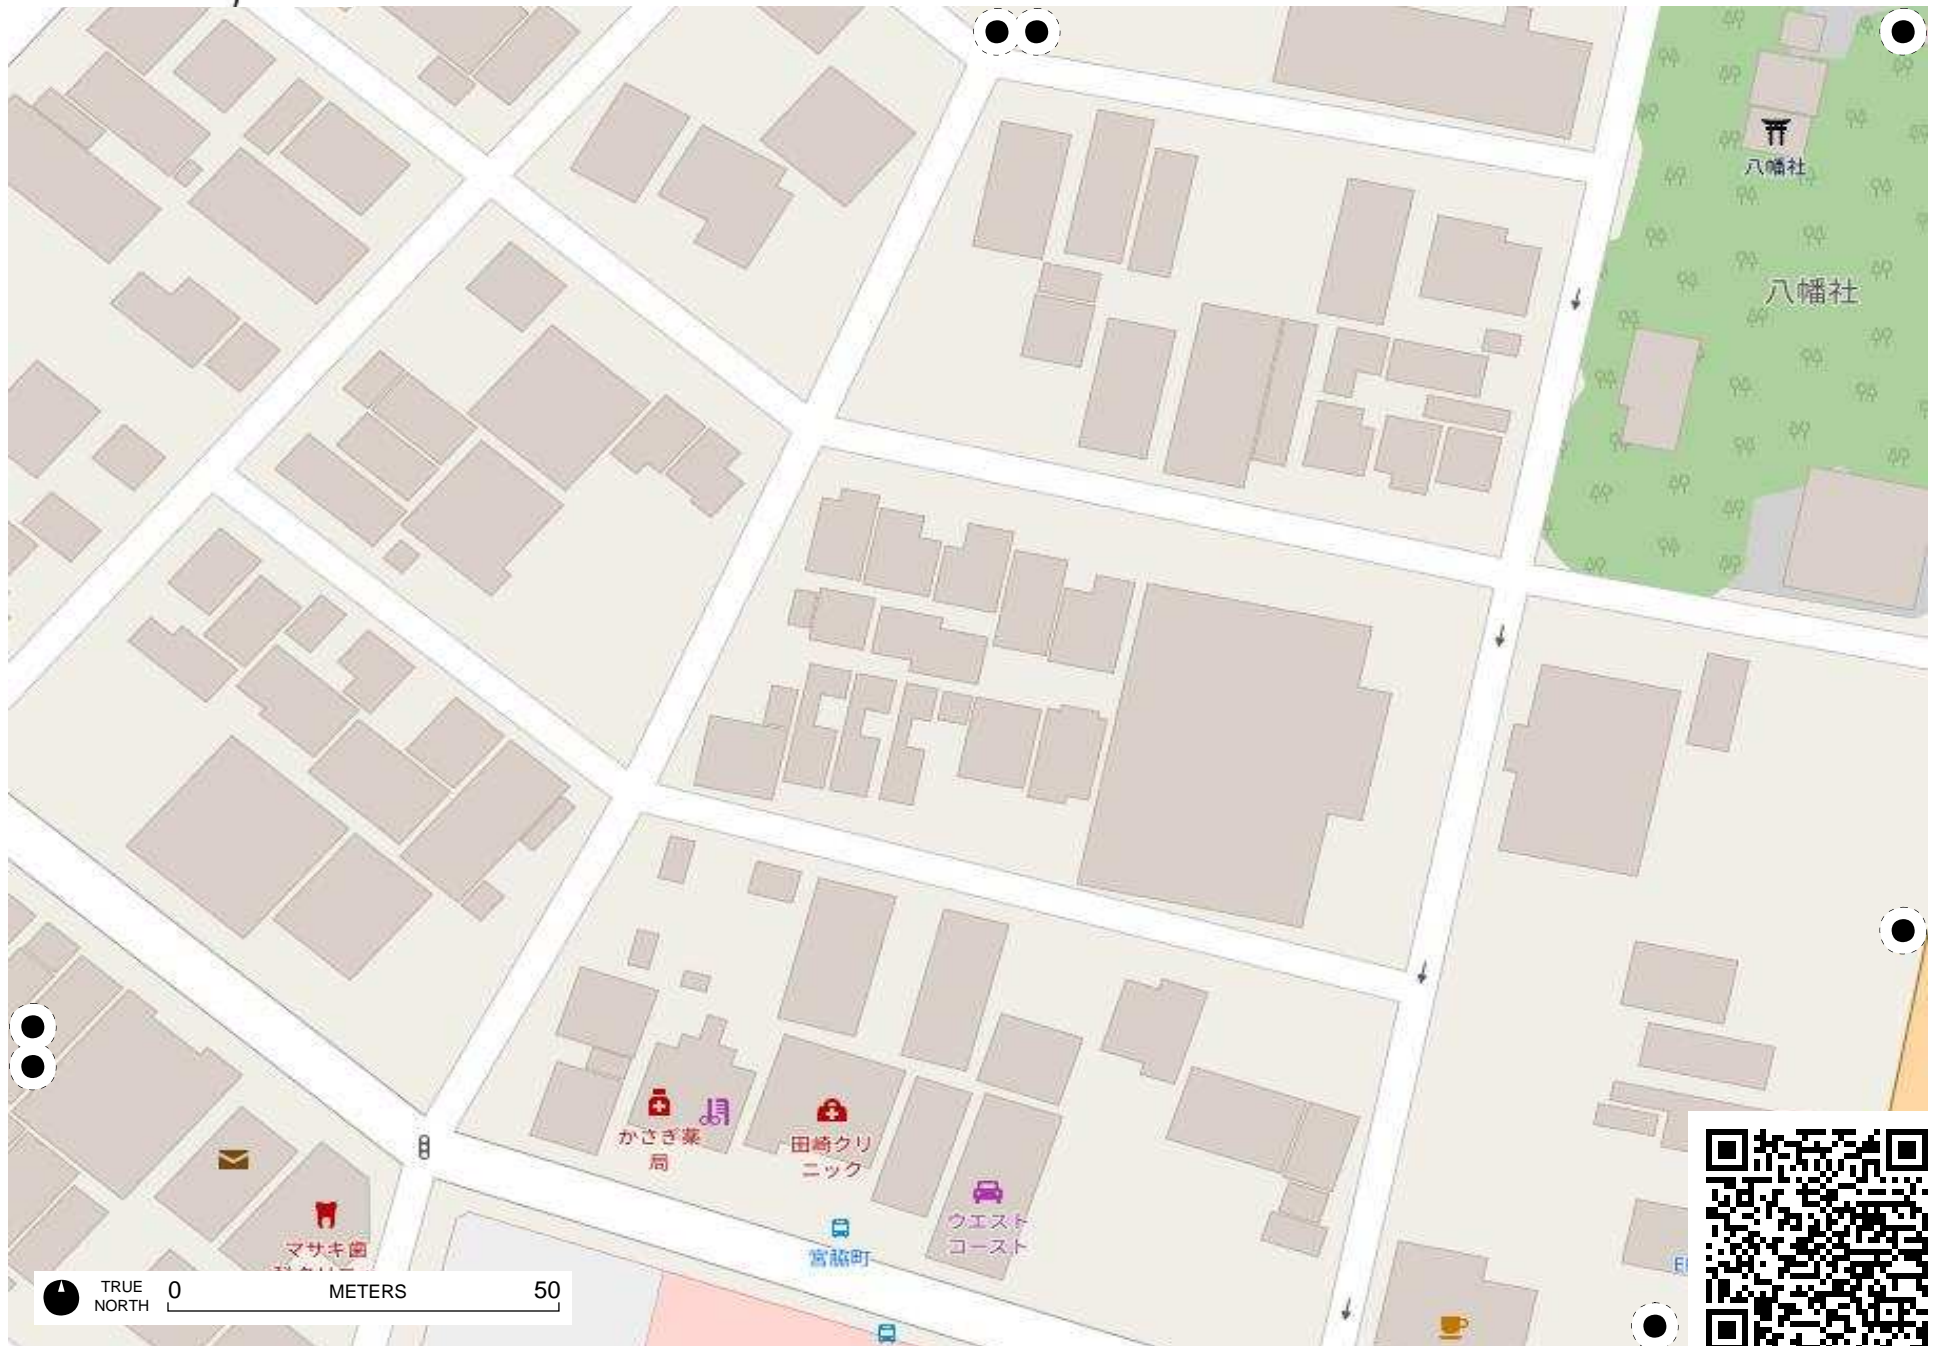 八幡社
八幡社
かさぎ薬
局
田崎クリ
ニック
ウエスト
コースト
宮脇町
マサキ歯
TRUE
NORTH
0
METERS
50